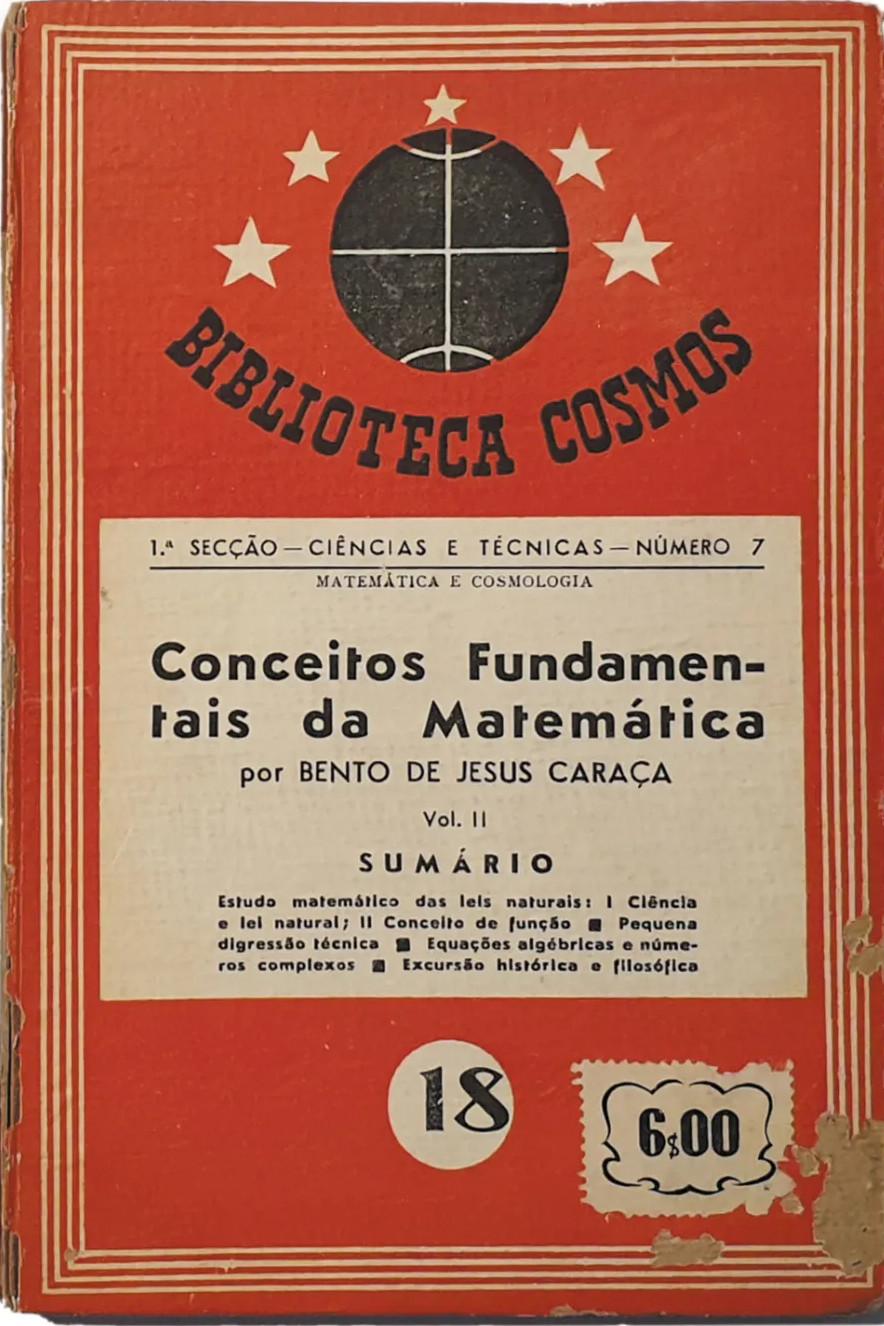 BIBLIOTECA COSMOS
1.ª SECÇÃO — CIÊNCIAS E TÉCNICAS — NÚMERO 7
MATEMÁTICA E COSMOLOGIA
Conceitos Fundamen-
tais da Matemática
por BENTO DE JESUS CARAÇA
Vol. II
SUMÁRIO
Estudo matemático das leis naturais: I Ciência
e lei natural; II Conceito de função ■ Pequena
digressão técnica ■ Equações algébricas e núme-
ros complexos ■ Excursão histórica e filosófica
18
6$00